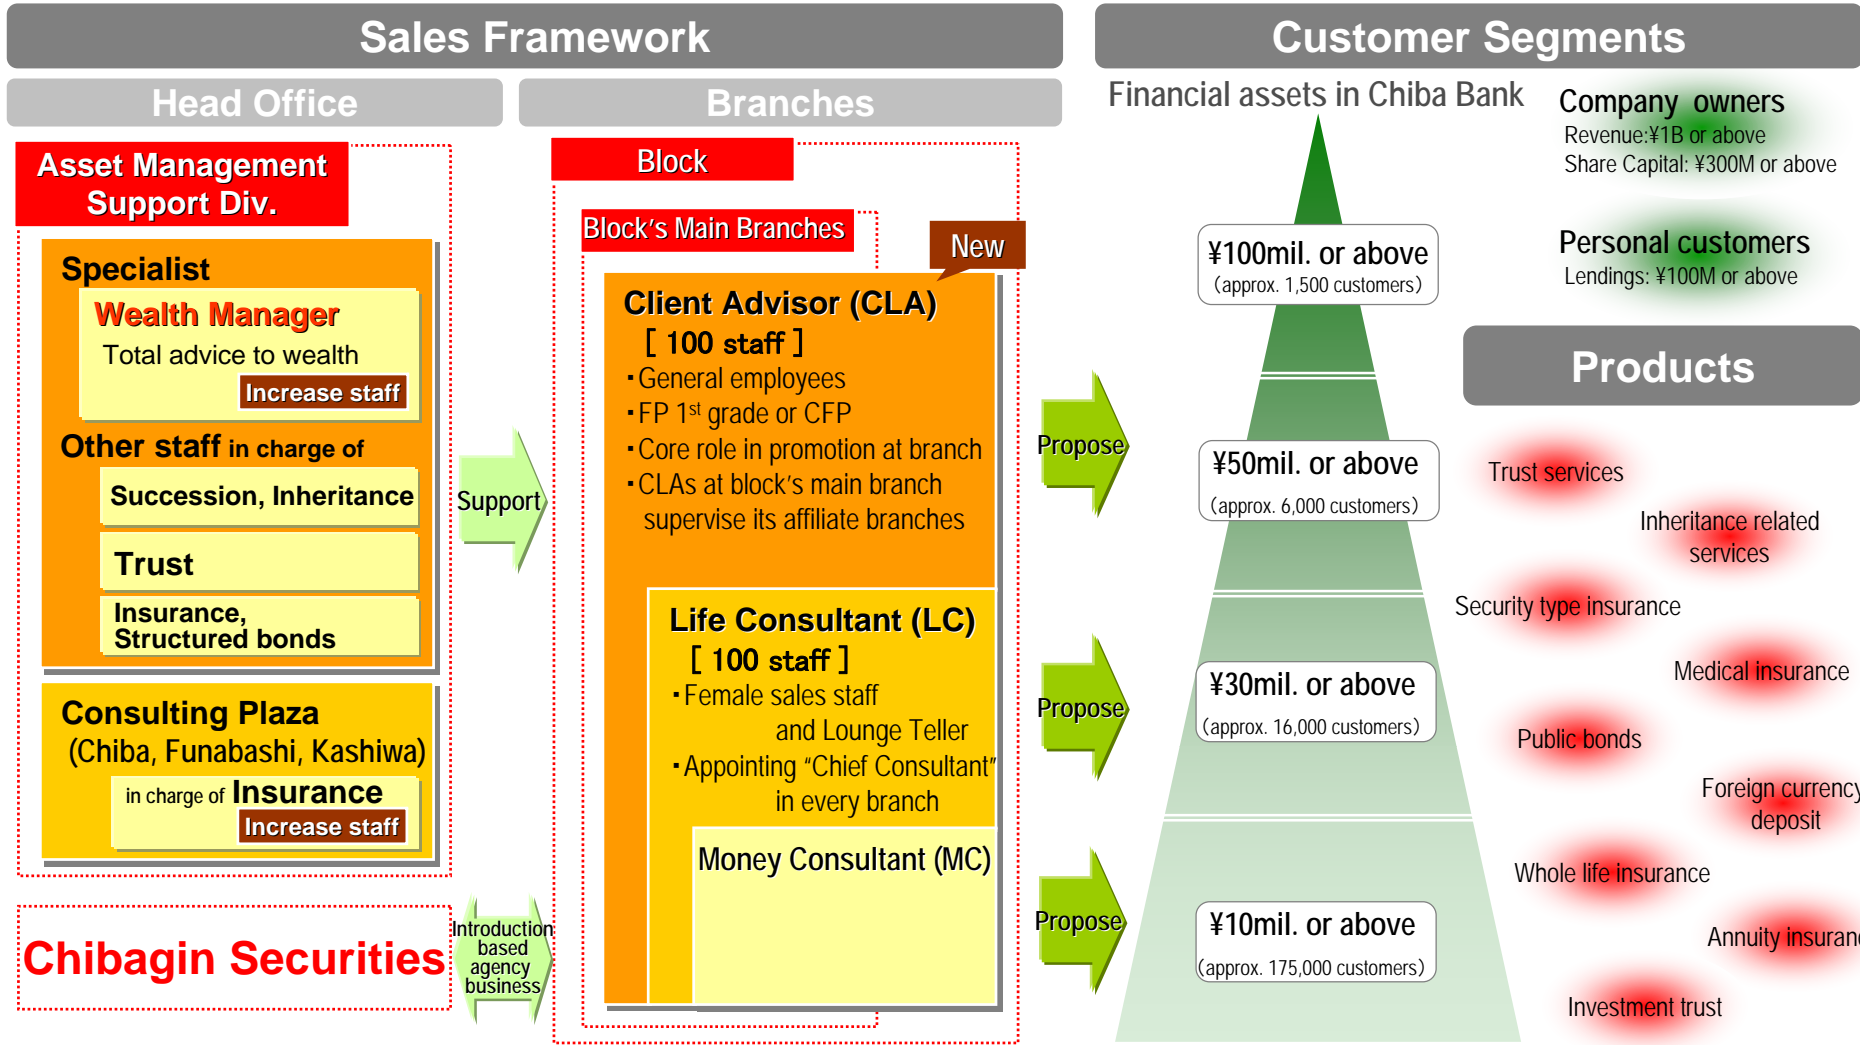 Sales Framework
Head Office
Branches
Asset Management
Support Div.
Specialist
Wealth Manager
Total advice to wealth
Increase staff
Other staff in charge of
Succession, Inheritance
Trust
Insurance,
Structured bonds
Consulting Plaza
(Chiba, Funabashi, Kashiwa)
in charge of Insurance
Increase staff
Chibagin Securities
Support
Introduction
based
agency
business
Block
Block's Main Branches
New
Client Advisor (CLA)
[ 100 staff ]
・General employees
・FP 1st grade or CFP
・Core role in promotion at branch
・CLAs at block's main branch
supervise its affiliate branches
Life Consultant (LC)
[ 100 staff ]
・Female sales staff
and Lounge Teller
・Appointing “Chief Consultant”
in every branch
Money Consultant (MC)
Propose
Propose
Propose
Customer Segments
Financial assets in Chiba Bank
¥100mil. or above
(approx. 1,500 customers)
¥50mil. or above
(approx. 6,000 customers)
¥30mil. or above
(approx. 16,000 customers)
¥10mil. or above
(approx. 175,000 customers)
Company owners
Revenue:¥1B or above
Share Capital: ¥300M or above
Personal customers
Lendings: ¥100M or above
Products
Trust services
Inheritance related
services
Security type insurance
Medical insurance
Public bonds
Foreign currency
deposit
Whole life insurance
Annuity insuranc
Investment trust